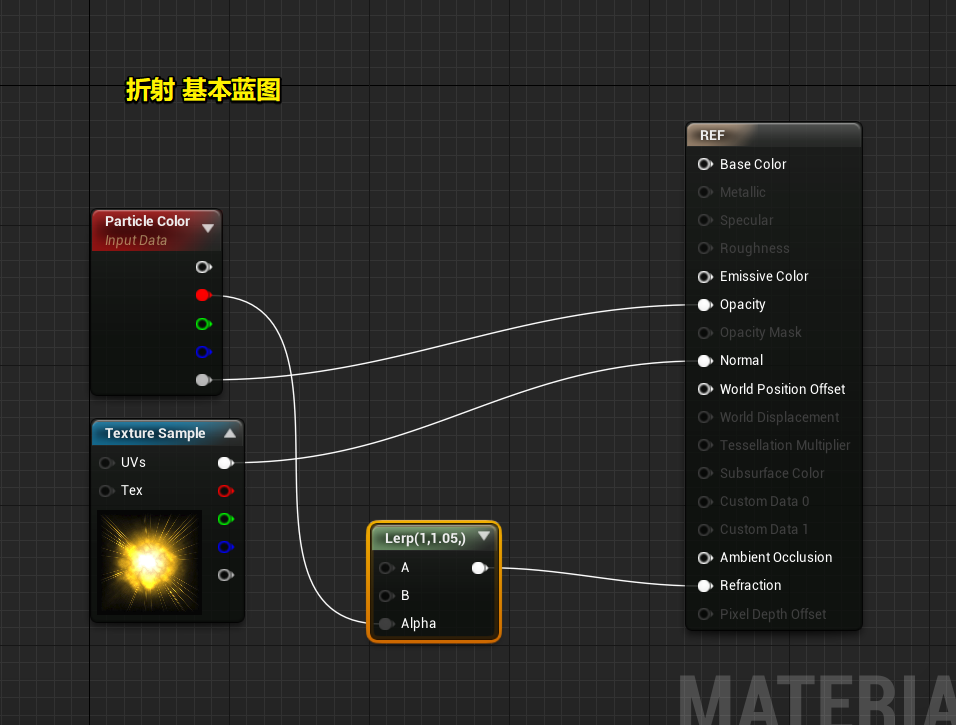 折射 基本蓝图
REF
Base Color
Metallic
Specular
Roughness
Emissive Color
Opacity
Opacity Mask
Normal
World Position Offset
World Displacement
Tessellation Multiplier
Subsurface Color
Custom Data 0
Custom Data 1
Ambient Occlusion
Refraction
Pixel Depth Offset
Particle Color
Input Data
Texture Sample
UVs
Tex
Lerp(1,1.05,)
A
B
Alpha
MATERIA